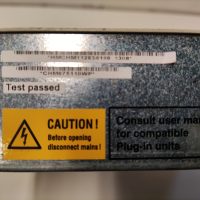 Test passed
CAUTION !
Before opening
disconnect mains !
Consult user ma
for compatible
Plug-in units